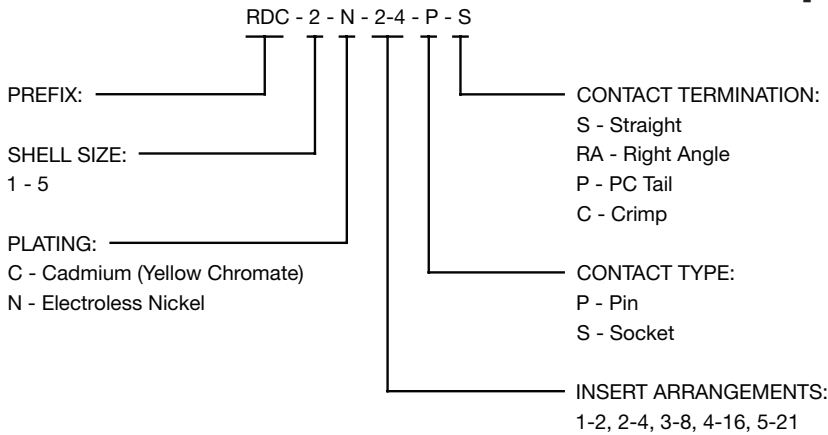 RDC - 2 - N - 2-4 - P - S
PREFIX:
SHELL SIZE:
1 - 5
PLATING:
C - Cadmium (Yellow Chromate)
N - Electroless Nickel
CONTACT TERMINATION:
S - Straight
RA - Right Angle
P - PC Tail
C - Crimp
CONTACT TYPE:
P - Pin
S - Socket
INSERT ARRANGEMENTS:
1-2, 2-4, 3-8, 4-16, 5-21